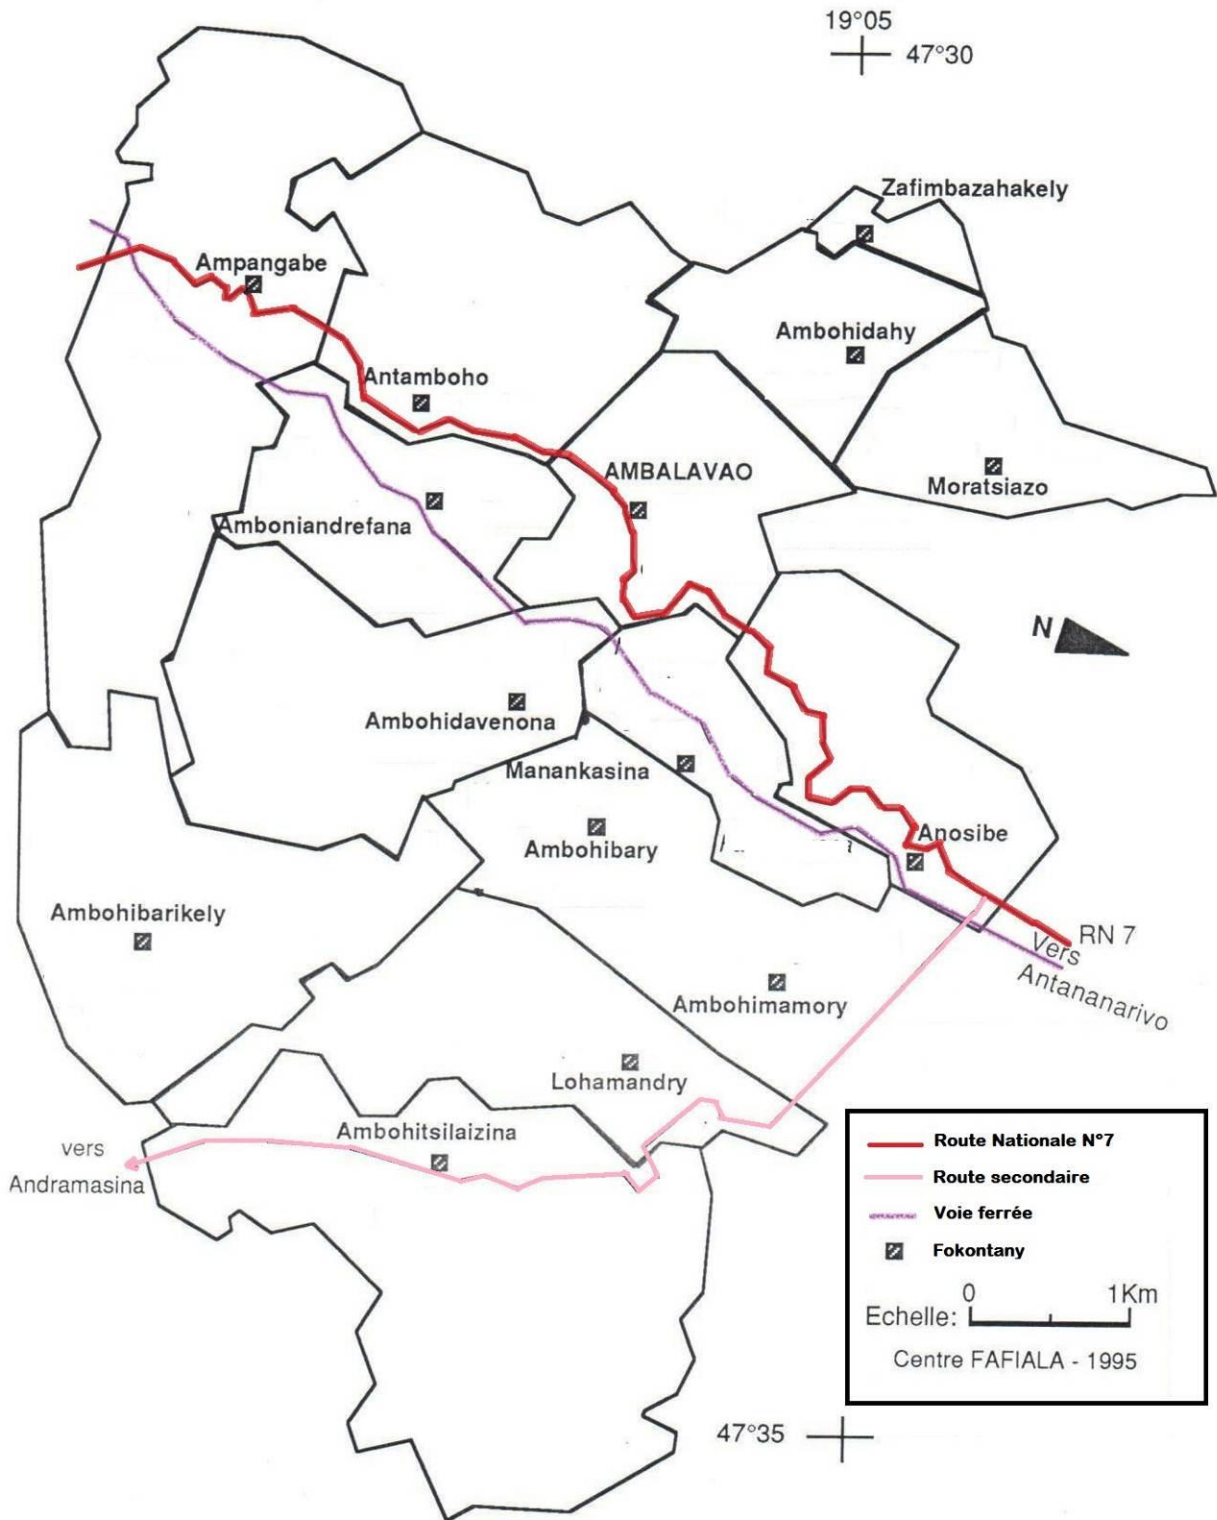 19°05
47°30
Zafimbazahakely
Ampangabe
Ambohidahy
Antamboho
AMBALAVAO
Moratsiazo
Amboniandrefana
N
Ambohidavenona
Manankasina
Anosibe
Ambohibary
Ambohibarikely
RN 7
Vers
Antananarivo
Ambohimamory
Lohamandry
Ambohitsilaizina
vers
Andramasina
Route Nationale N°7
Route secondaire
Voie ferrée
Fokontany
0 1Km
Echelle:
Centre FAFIALA - 1995
47°35